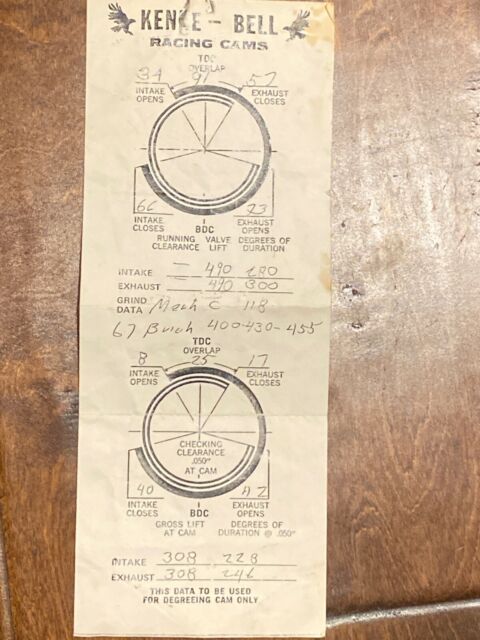 KENNE - BELL
RACING CAMS
TDC
OVERLAP
34 91 57
INTAKE OPENS EXHAUST CLOSES
66 63
INTAKE CLOSES BDC EXHAUST OPENS
RUNNING CLEARANCE VALVE LIFT DEGREES OF DURATION
INTAKE — 490 280
EXHAUST — 490 300
GRIND DATA Mark C 118
67 Buick 400-430-455
TDC
OVERLAP
8 25 17
INTAKE OPENS EXHAUST CLOSES
CHECKING
CLEARANCE
.050"
AT CAM
40
INTAKE CLOSES BDC EXHAUST OPENS
GROSS LIFT AT CAM DEGREES OF DURATION @ .050"
INTAKE 308 228
EXHAUST 308 246
THIS DATA TO BE USED
FOR DEGREEING CAM ONLY